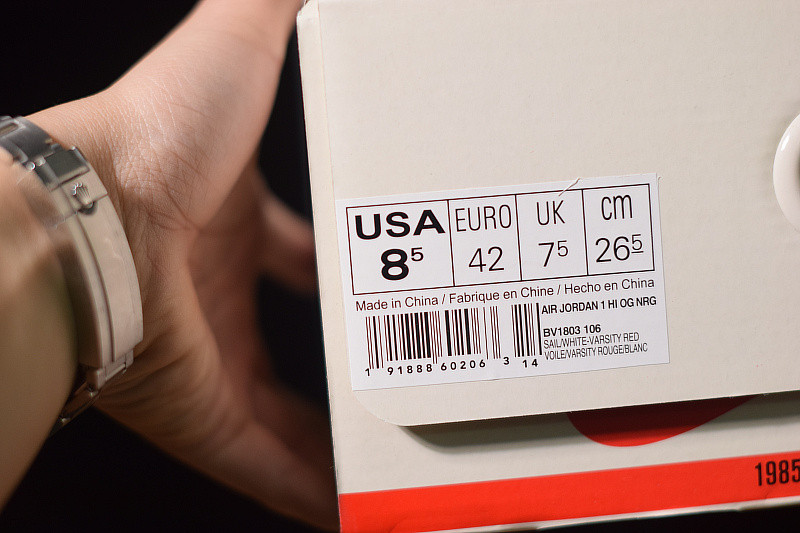 USA EURO UK cm
8⁵ 42 7⁵ 26⁵
Made in China / Fabrique en Chine / Hecho en China
AIR JORDAN 1 HI OG NRG
BV1803 106
SAIL/WHITE-VARSITY RED
VOILE/VARSITY ROUGE/BLANC
1 91888 60206 3 14
1985